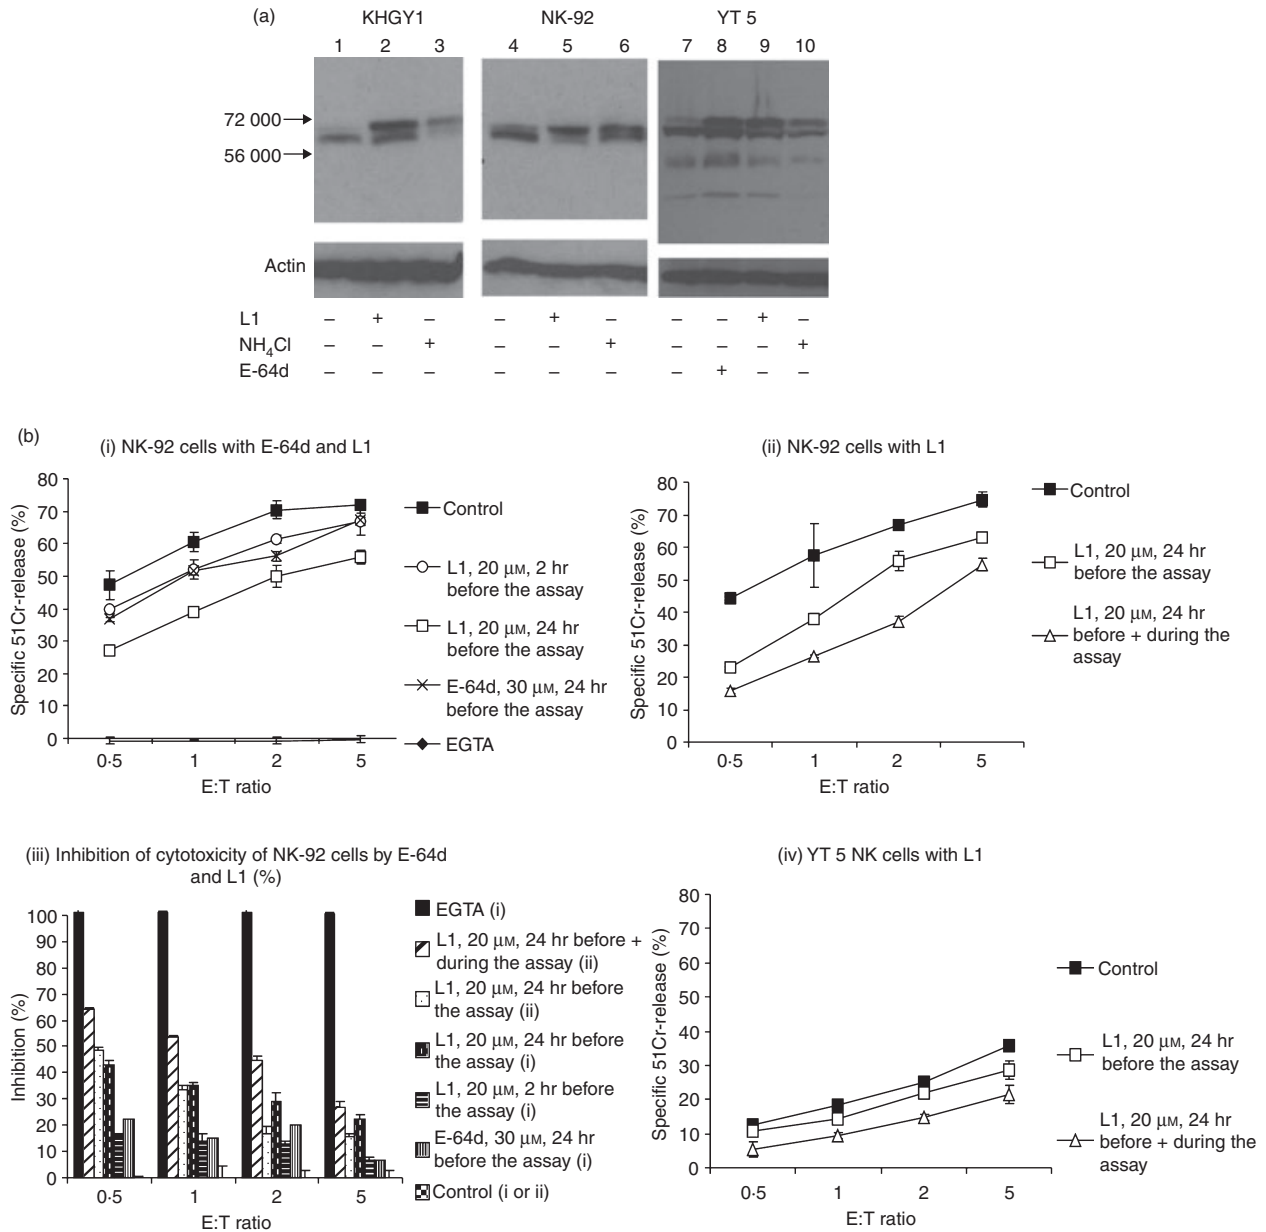 (a)
KHGY1 NK-92 YT 5
1 2 3 4 5 6 7 8 9 10
72 000
56 000
Actin
L1 – + – – + – – – + –
NH4Cl – – + – – + – – – +
E-64d – – – – – – – + – –
(b)
(i) NK-92 cells with E-64d and L1
Specific 51Cr-release (%)
80
70
60
50
40
30
20
10
0
0·5 1 2 5
E:T ratio
Control
L1, 20 μM, 2 hr
before the assay
L1, 20 μM, 24 hr
before the assay
E-64d, 30 μM, 24 hr
before the assay
EGTA
(ii) NK-92 cells with L1
Specific 51Cr-release (%)
80
70
60
50
40
30
20
10
0
0·5 1 2 5
E:T ratio
Control
L1, 20 μM, 24 hr
before the assay
L1, 20 μM, 24 hr
before + during the
assay
(iii) Inhibition of cytotoxicity of NK-92 cells by E-64d
and L1 (%)
Inhibition (%)
100
90
80
70
60
50
40
30
20
10
0
0·5 1 2 5
E:T ratio
EGTA (i)
L1, 20 μM, 24 hr before +
during the assay (ii)
L1, 20 μM, 24 hr before
the assay (ii)
L1, 20 μM, 24 hr before
the assay (i)
L1, 20 μM, 2 hr before
the assay (i)
E-64d, 30 μM, 24 hr
before the assay (i)
Control (i or ii)
(iv) YT 5 NK cells with L1
Specific 51Cr-release (%)
80
70
60
50
40
30
20
10
0
0·5 1 2 5
E:T ratio
Control
L1, 20 μM, 24 hr
before the assay
L1, 20 μM, 24 hr
before + during the
assay